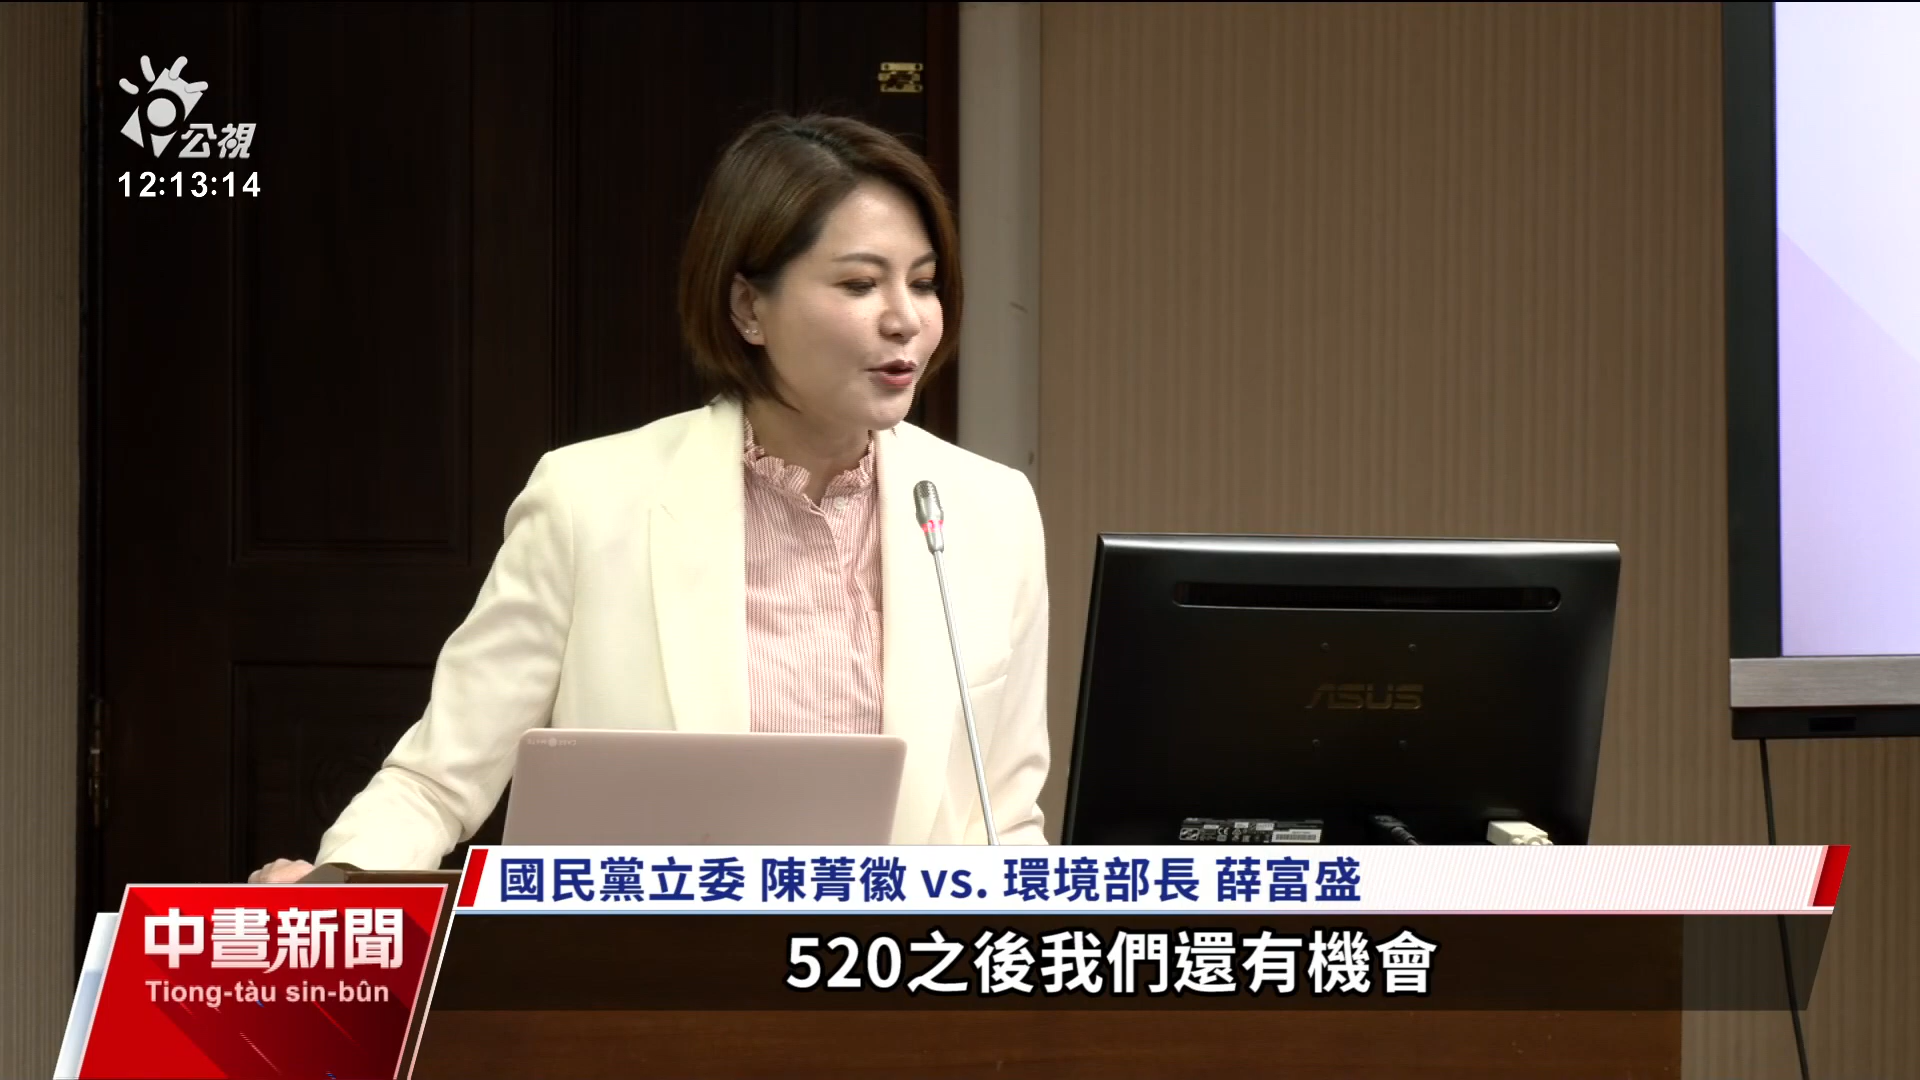 公視
12:13:14
ASUS
國民黨立委 陳菁徽 vs. 環境部長 薛富盛
中晝新聞
Tiong-tàu sin-bûn
520之後我們還有機會